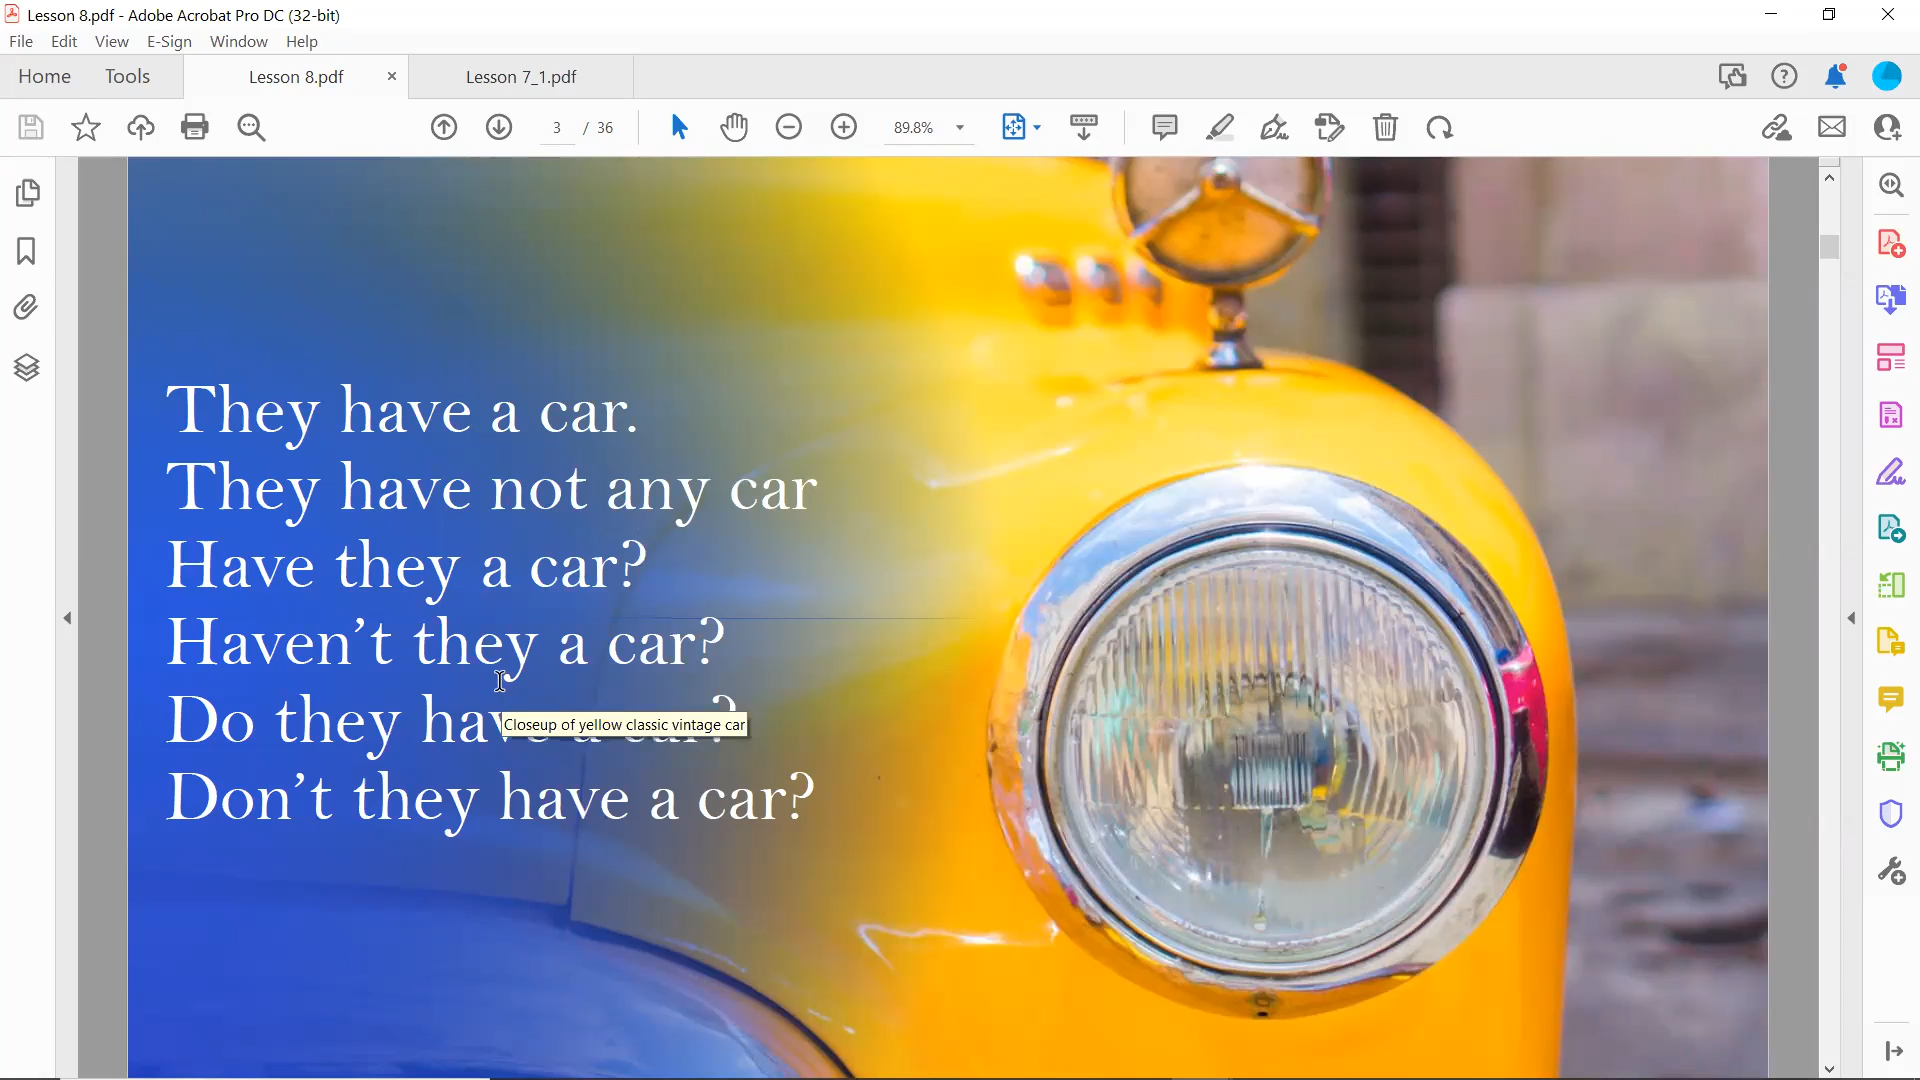 Lesson 8.pdf - Adobe Acrobat Pro DC (32-bit)
File Edit View E-Sign Window Help
Home Tools Lesson 8.pdf × Lesson 7_1.pdf
3 / 36 89.8%
They have a car.
They have not any car
Have they a car?
Haven't they a car?
Do they have a car?
Closeup of yellow classic vintage car
Don't they have a car?